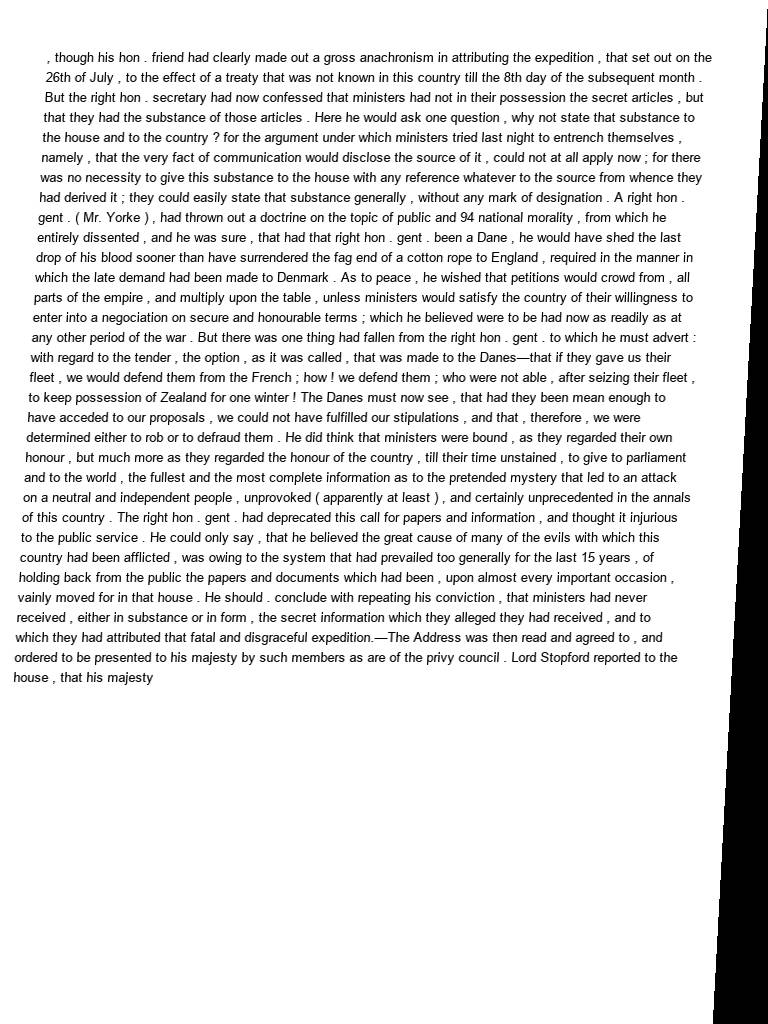 , though his hon . friend had clearly made out a gross anachronism in attributing the expedition , that set out on the
26th of July , to the effect of a treaty that was not known in this country till the 8th day of the subsequent month .
But the right hon . secretary had now confessed that ministers had not in their possession the secret articles , but
that they had the substance of those articles . Here he would ask one question , why not state that substance to
the house and to the country ? for the argument under which ministers tried last night to entrench themselves ,
namely , that the very fact of communication would disclose the source of it , could not at all apply now ; for there
was no necessity to give this substance to the house with any reference whatever to the source from whence they
had derived it ; they could easily state that substance generally , without any mark of designation . A right hon .
gent . ( Mr. Yorke ) , had thrown out a doctrine on the topic of public and 94 national morality , from which he
entirely dissented , and he was sure , that had that right hon . gent . been a Dane , he would have shed the last
drop of his blood sooner than have surrendered the fag end of a cotton rope to England , required in the manner in
which the late demand had been made to Denmark . As to peace , he wished that petitions would crowd from , all
parts of the empire , and multiply upon the table , unless ministers would satisfy the country of their willingness to
enter into a negociation on secure and honourable terms ; which he believed were to be had now as readily as at
any other period of the war . But there was one thing had fallen from the right hon . gent . to which he must advert :
with regard to the tender , the option , as it was called , that was made to the Danes—that if they gave us their
fleet , we would defend them from the French ; how ! we defend them ; who were not able , after seizing their fleet ,
to keep possession of Zealand for one winter ! The Danes must now see , that had they been mean enough to
have acceded to our proposals , we could not have fulfilled our stipulations , and that , therefore , we were
determined either to rob or to defraud them . He did think that ministers were bound , as they regarded their own
honour , but much more as they regarded the honour of the country , till their time unstained , to give to parliament
and to the world , the fullest and the most complete information as to the pretended mystery that led to an attack
on a neutral and independent people , unprovoked ( apparently at least ) , and certainly unprecedented in the annals
of this country . The right hon . gent . had deprecated this call for papers and information , and thought it injurious
to the public service . He could only say , that he believed the great cause of many of the evils with which this
country had been afflicted , was owing to the system that had prevailed too generally for the last 15 years , of
holding back from the public the papers and documents which had been , upon almost every important occasion ,
vainly moved for in that house . He should . conclude with repeating his conviction , that ministers had never
received , either in substance or in form , the secret information which they alleged they had received , and to
which they had attributed that fatal and disgraceful expedition.—The Address was then read and agreed to , and
ordered to be presented to his majesty by such members as are of the privy council . Lord Stopford reported to the
house , that his majesty